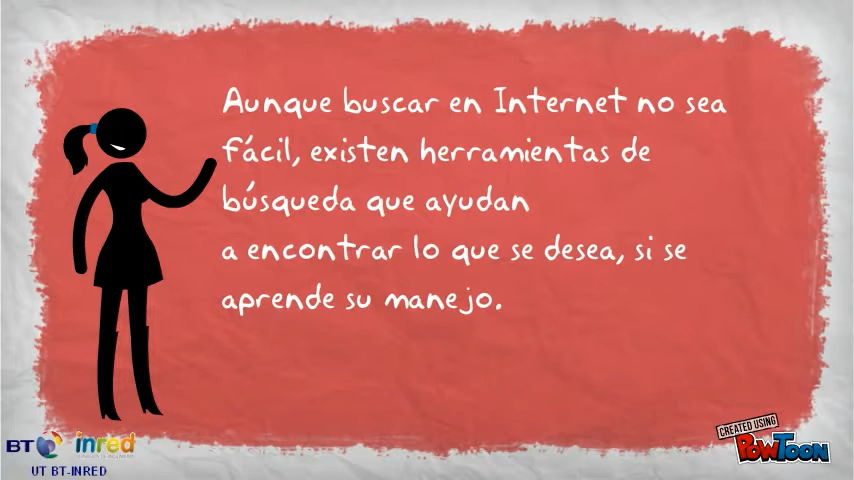 Aunque buscar en Internet no sea
fácil, existen herramientas de
búsqueda que ayudan
a encontrar lo que se desea, si se
aprende su manejo.
BT inred
UT BT-INRED
CREATED USING
POWTOON